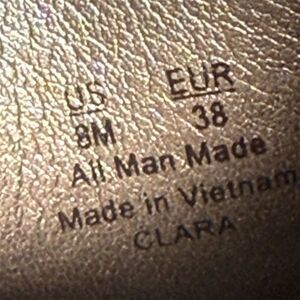 US EUR
8M 38
All Man Made
Made in Vietnam
CLARA